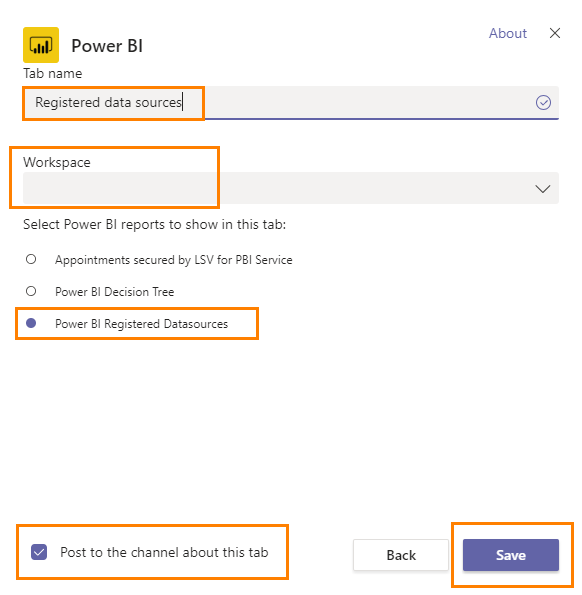 About
Power BI
Tab name
Registered data sources
Workspace
Select Power BI reports to show in this tab:
Appointments secured by LSV for PBI Service
Power BI Decision Tree
Power BI Registered Datasources
Post to the channel about this tab
Back
Save